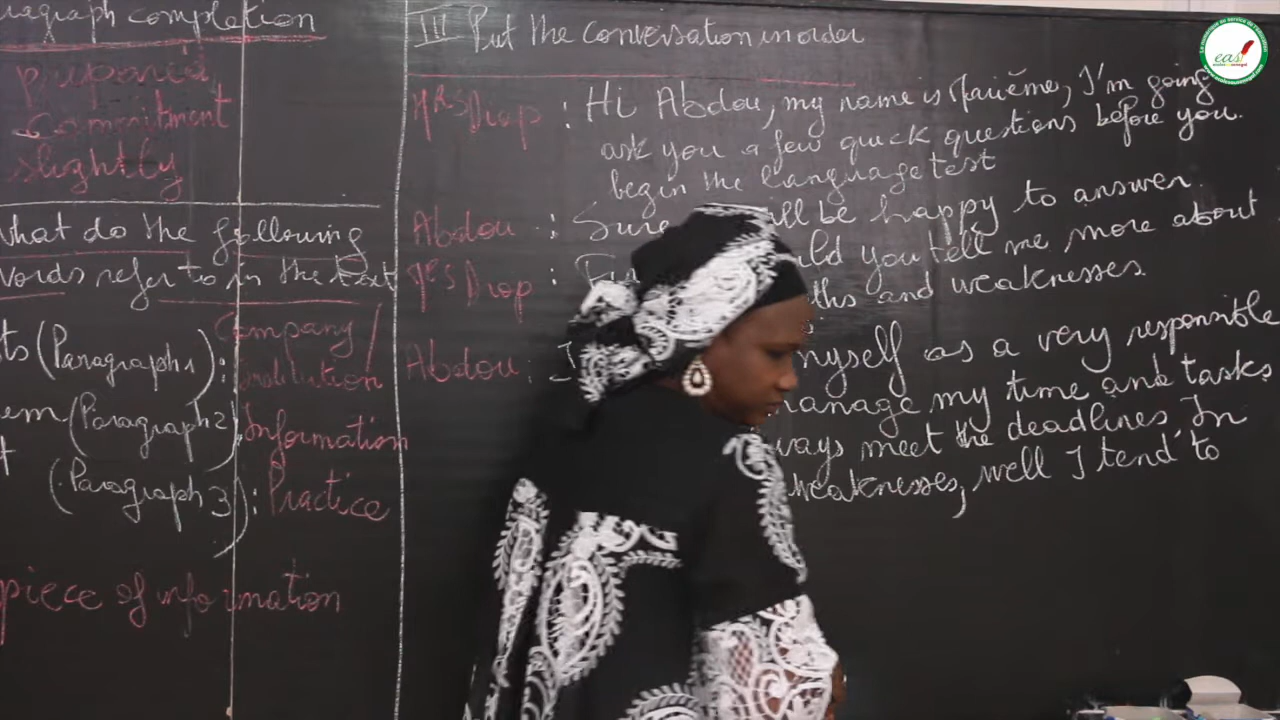 ragraph completion
prepared
Commitment
slightly
what do the following
words refer to in the text
ts (Paragraph 1): Company / institution
em (Paragraph 2): Information
t (Paragraph 3): Practice
piece of information
III Put the conversation in order
Mrs Diop : Hi Abdou, my name is I'm going
ask you a few quick questions before you
begin the language test
Abdou : Sure ill be happy to answer
Mrs Diop : uld you tell me more about
ths and weaknesses.
Abdou : I myself as a very responsible
manage my time and tasks
ways meet the deadlines. In
weaknesses, well I tend to
eas!